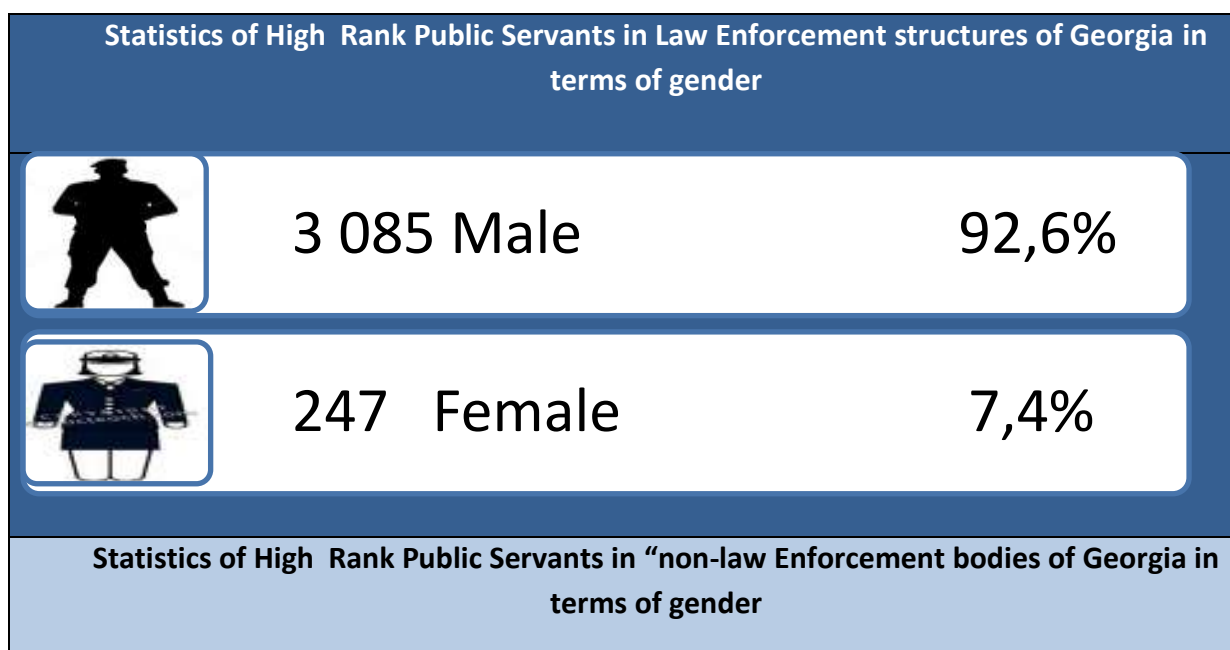 Statistics of High Rank Public Servants in Law Enforcement structures of Georgia in
terms of gender
3 085 Male 92,6%
247 Female 7,4%
Statistics of High Rank Public Servants in “non-law Enforcement bodies of Georgia in
terms of gender